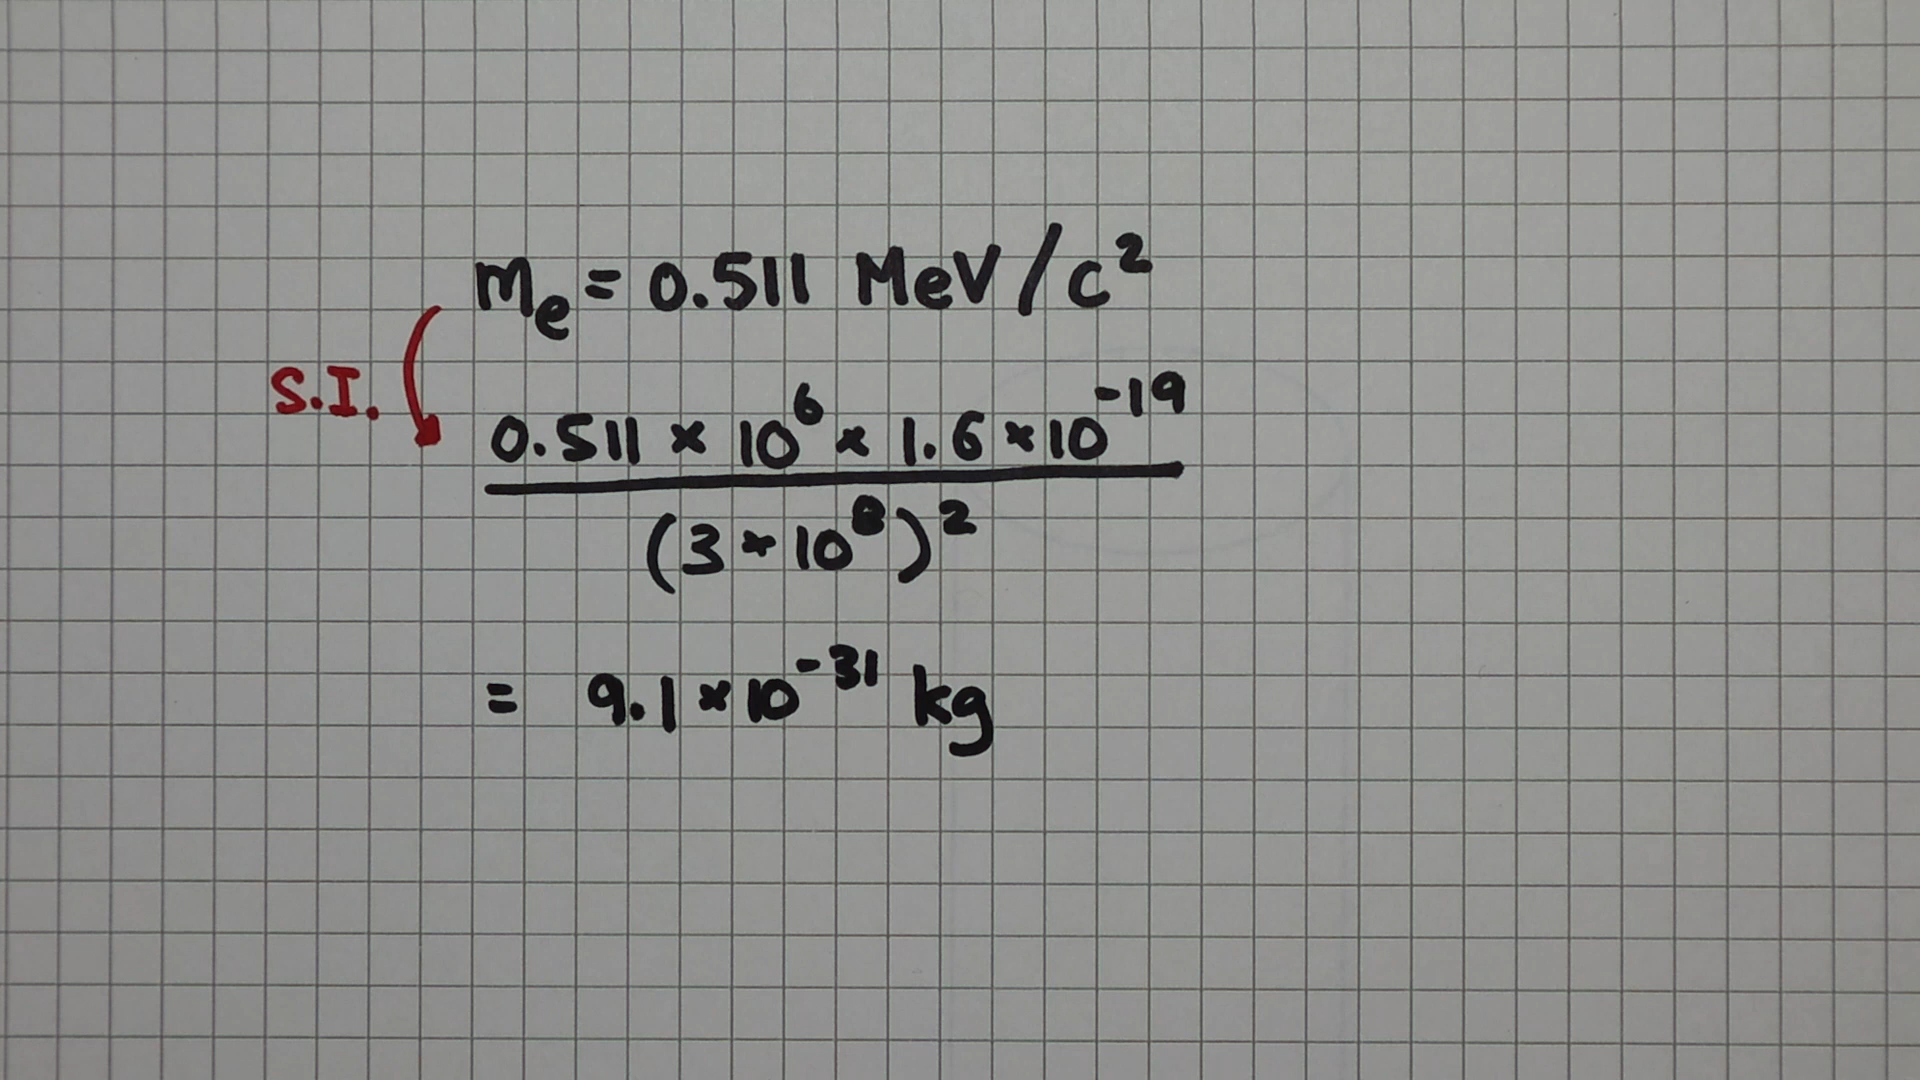 mₑ = 0.511 MeV/c²
S.I.
0.511 × 10⁶ × 1.6 × 10⁻¹⁹
(3 × 10⁸)²
= 9.1 × 10⁻³¹ kg